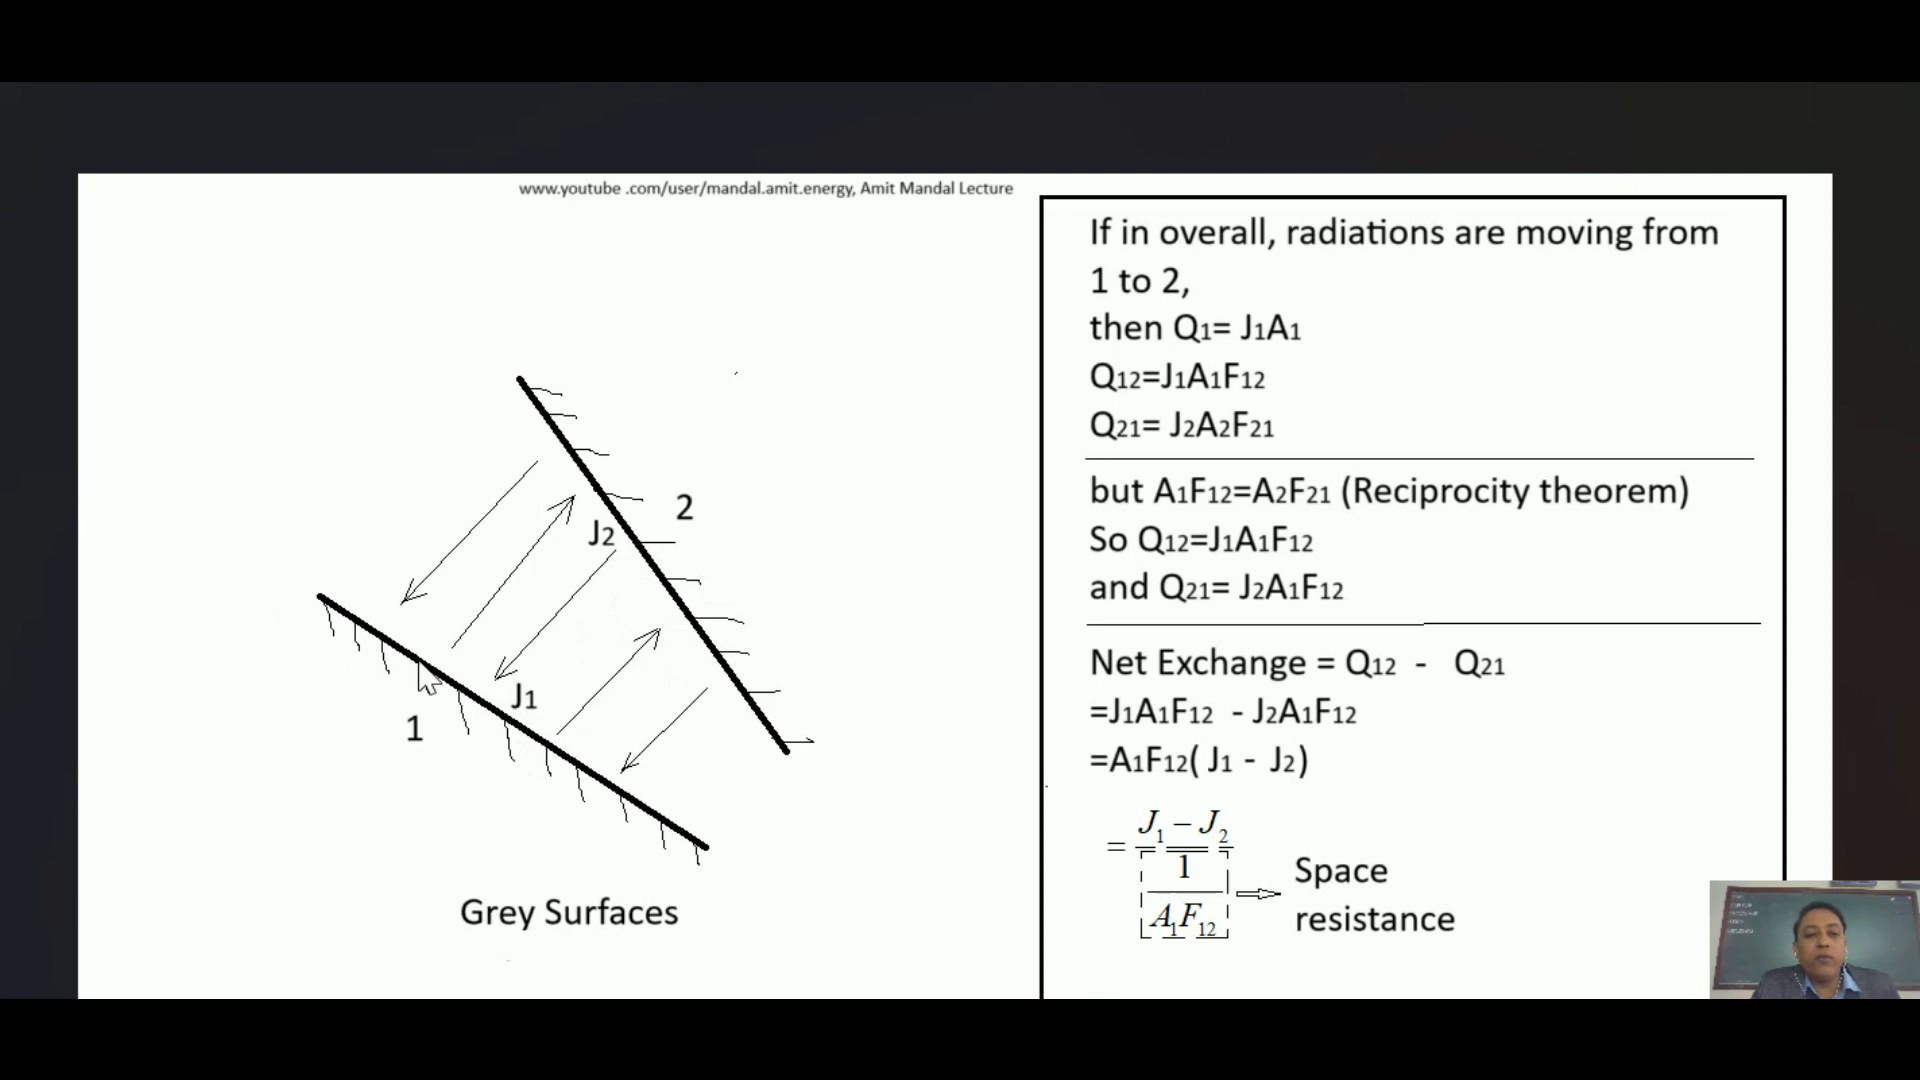 www.youtube .com/user/mandal.amit.energy, Amit Mandal Lecture
If in overall, radiations are moving from
1 to 2,
then Q1= J1A1
Q12=J1A1F12
Q21= J2A2F21
but A1F12=A2F21 (Reciprocity theorem)
So Q12=J1A1F12
and Q21= J2A1F12
Net Exchange = Q12 - Q21
=J1A1F12 - J2A1F12
=A1F12( J1 - J2)
= J1 – J2
1
A1F12
Space
resistance
2
J2
J1
1
Grey Surfaces